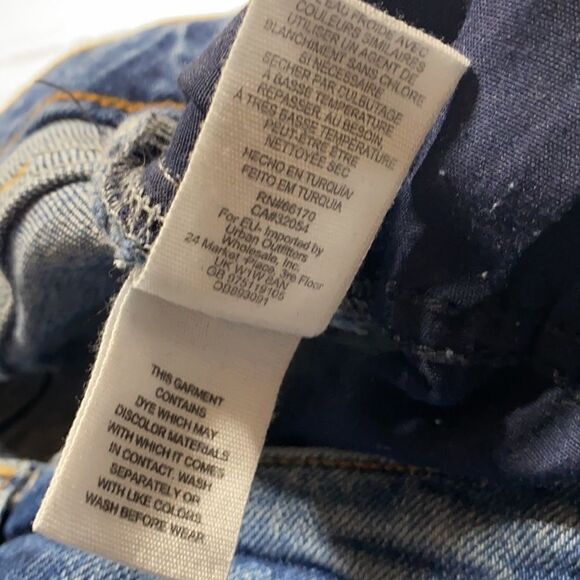 L'EAU FROIDE AVEC
COULEURS SIMILAIRES
UTILISER UN AGENT DE
BLANCHIMENT SANS CHLORE
SI NÉCESSAIRE
SÉCHER PAR CULBUTAGE
À BASSE TEMPÉRATURE
REPASSER AU BESOIN,
À TRÈS BASSE TEMPÉRATURE
PEUT-ÊTRE ÊTRE
NETTOYÉE SEC
HECHO EN TURQUÍA/
FEITO EM TURQUIA
RN#66170
CA#32054
For EU- Imported by
Urban Outfitters
Wholesale, Inc.
24 Market Place, 3re Floor
UK W1W 8AN
GB 975119105
OB893091
THIS GARMENT
CONTAINS
DYE WHICH MAY
DISCOLOR MATERIALS
WITH WHICH IT COMES
IN CONTACT. WASH
SEPARATELY OR
WITH LIKE COLORS.
WASH BEFORE WEAR